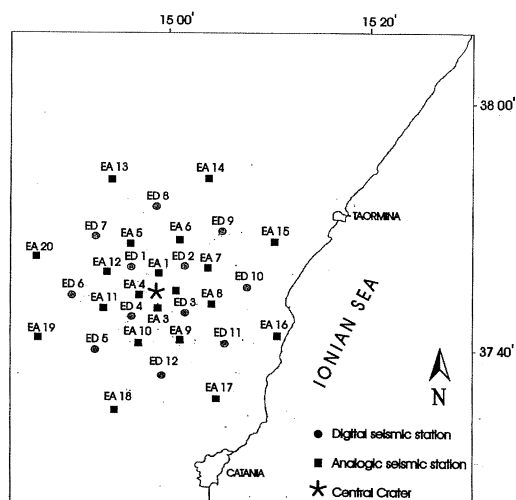 15 00'
15 20'
38 00'
EA 13
EA 14
ED 8
ED 7
EA 5
EA 6
ED 9
EA 15
TAORMINA
EA 20
EA 12
ED 1
EA 1
ED 2
EA 7
ED 6
EA 4
ED 10
EA 11
ED 4
EA 3
ED 3
EA 8
EA 19
ED 5
EA 10
EA 9
ED 11
EA 16
IONIAN SEA
37 40'
ED 12
EA 18
EA 17
N
Digital seismic station
Analogic seismic station
Central Crater
CATANIA